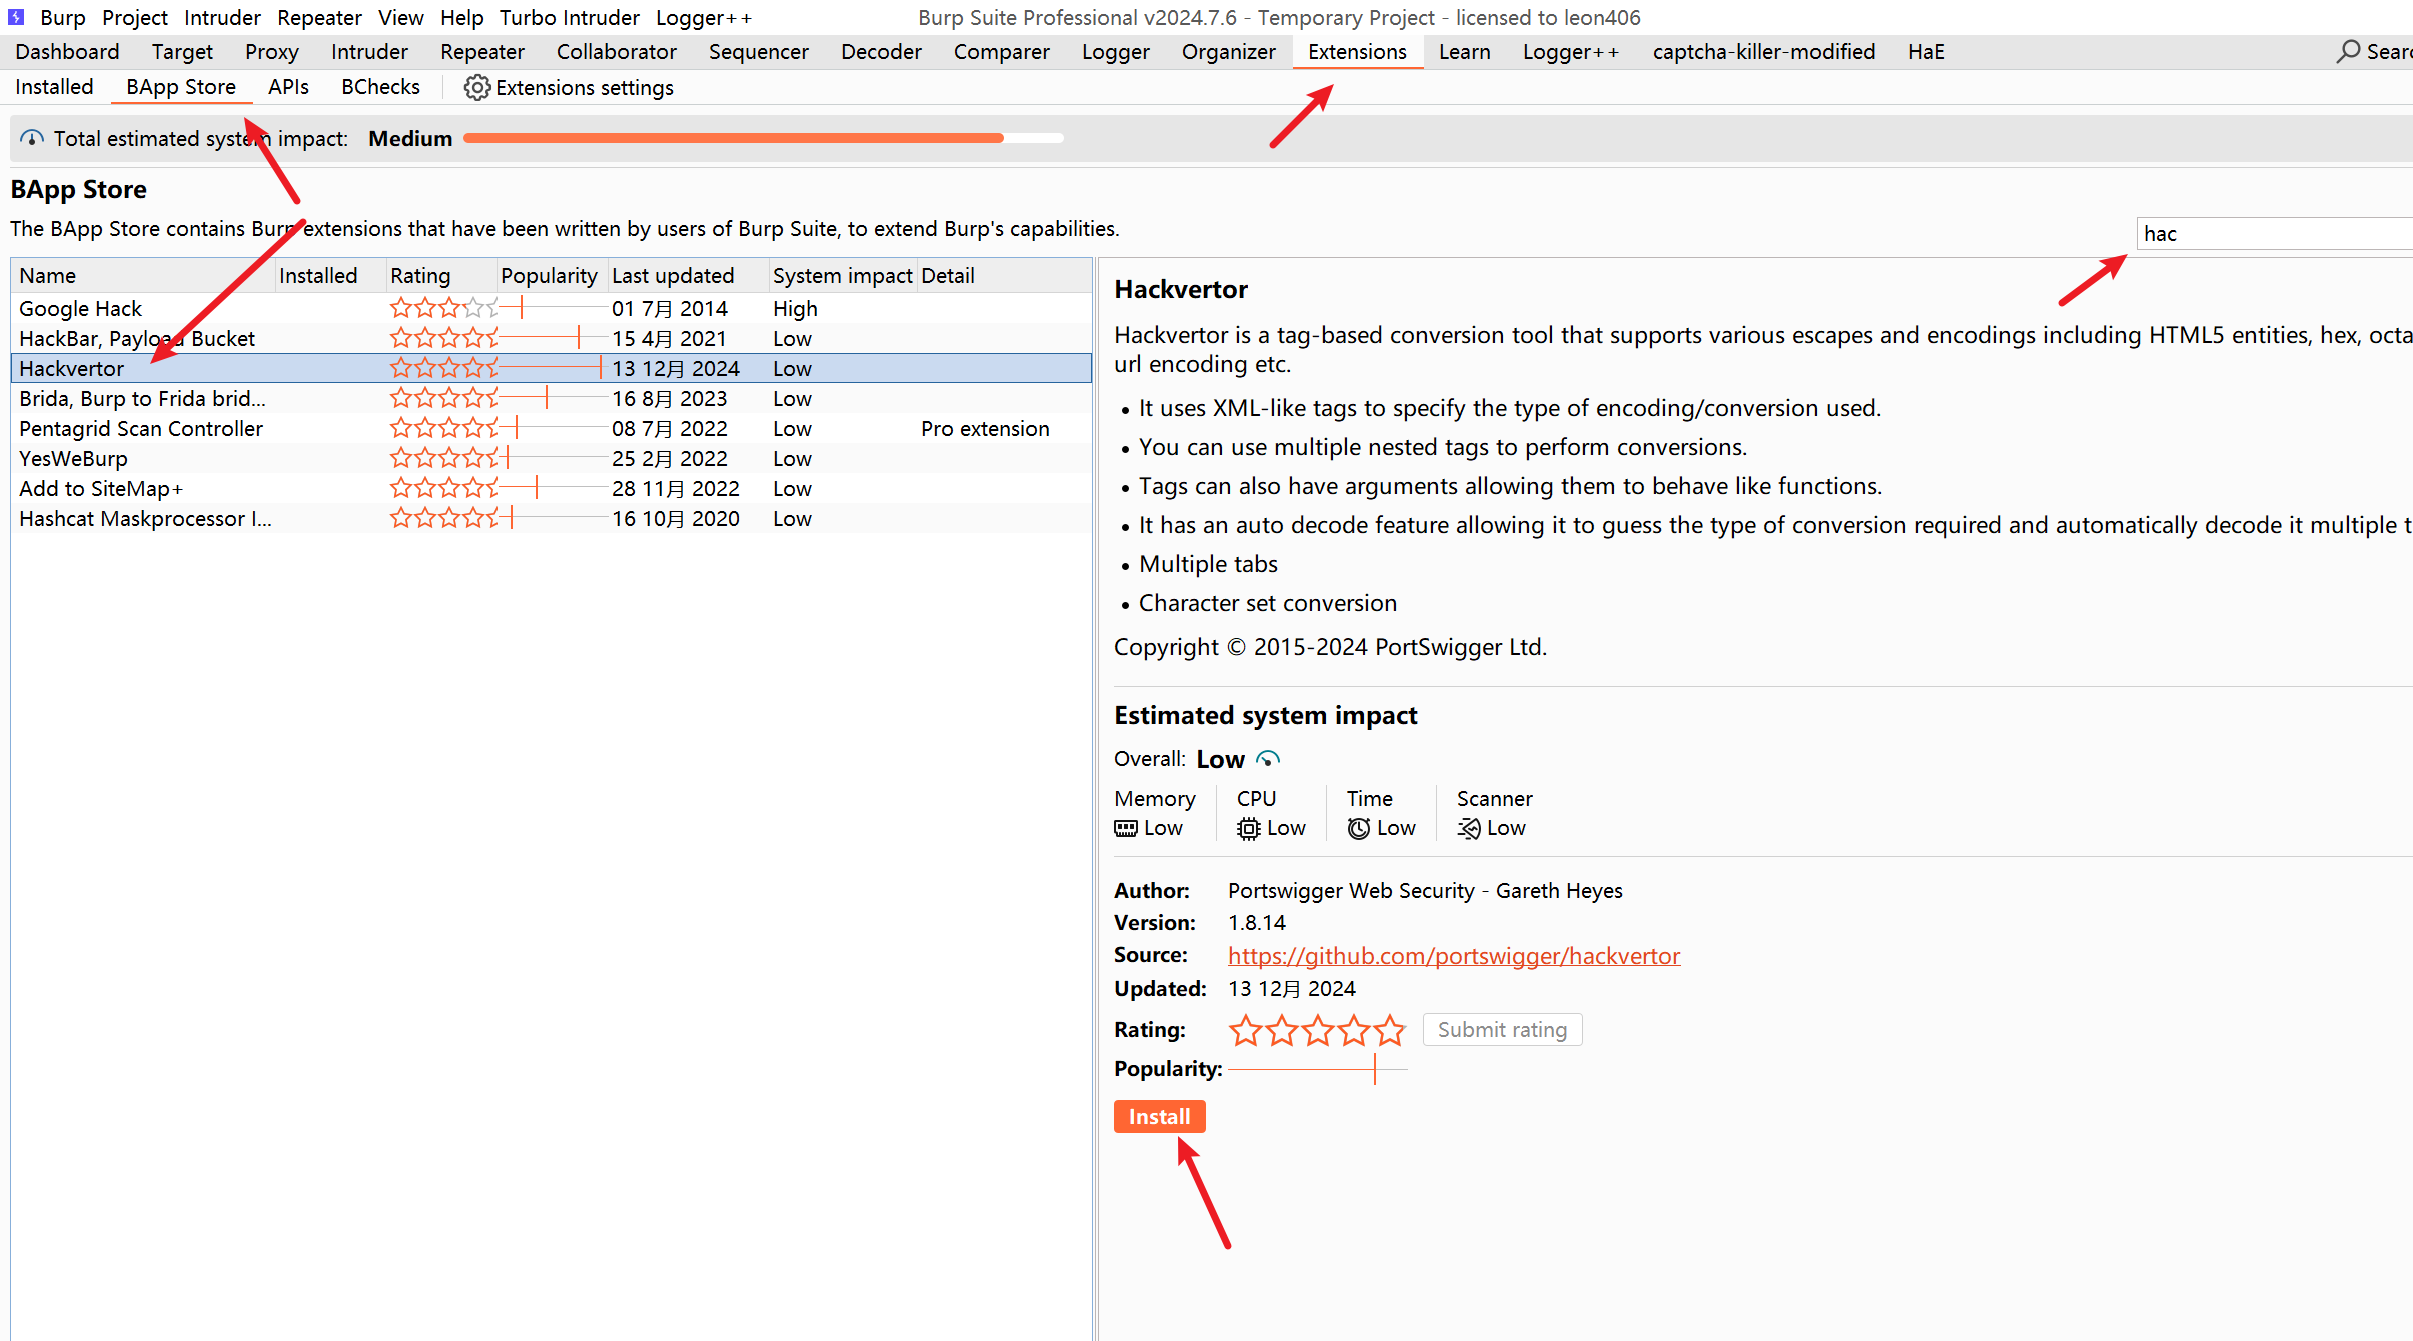 Burp Project Intruder Repeater View Help Turbo Intruder Logger++ Burp Suite Professional v2024.7.6 - Temporary Project - licensed to leon406
Dashboard Target Proxy Intruder Repeater Collaborator Sequencer Decoder Comparer Logger Organizer Extensions Learn Logger++ captcha-killer-modified HaE Searc
Installed BApp Store APIs BChecks Extensions settings
Total estimated system impact: Medium
BApp Store
The BApp Store contains Burp extensions that have been written by users of Burp Suite, to extend Burp's capabilities.
hac
Name Installed Rating Popularity Last updated System impact Detail
Google Hack 01 7月 2014 High
HackBar, Payload Bucket 15 4月 2021 Low
Hackvertor 13 12月 2024 Low
Brida, Burp to Frida brid... 16 8月 2023 Low
Pentagrid Scan Controller 08 7月 2022 Low Pro extension
YesWeBurp 25 2月 2022 Low
Add to SiteMap+ 28 11月 2022 Low
Hashcat Maskprocessor I... 16 10月 2020 Low
Hackvertor
Hackvertor is a tag-based conversion tool that supports various escapes and encodings including HTML5 entities, hex, octa
url encoding etc.
• It uses XML-like tags to specify the type of encoding/conversion used.
• You can use multiple nested tags to perform conversions.
• Tags can also have arguments allowing them to behave like functions.
• It has an auto decode feature allowing it to guess the type of conversion required and automatically decode it multiple t
• Multiple tabs
• Character set conversion
Copyright © 2015-2024 PortSwigger Ltd.
Estimated system impact
Overall: Low
Memory CPU Time Scanner
Low Low Low Low
Author: Portswigger Web Security - Gareth Heyes
Version: 1.8.14
Source: https://github.com/portswigger/hackvertor
Updated: 13 12月 2024
Rating: Submit rating
Popularity:
Install